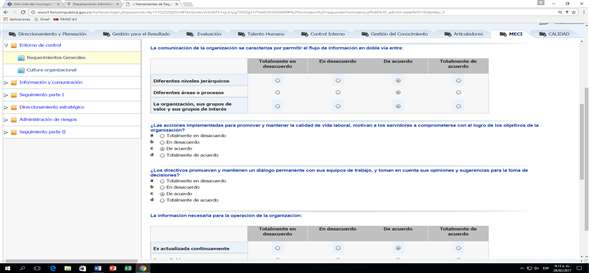 Direccionamiento y Planeación
Gestión para el Resultado
Evaluación
Talento Humano
Control Interno
Gestión del Conocimiento
Articuladores
MECI
CALIDAD
Entorno de control
Requerimientos Generales
Cultura organizacional
Información y comunicación
Seguimiento parte I
Direccionamiento estratégico
Administración de riesgos
Seguimiento parte II
La comunicación de la organización se caracteriza por permitir el flujo de información en doble vía entre:
Totalmente en desacuerdo
En desacuerdo
De acuerdo
Totalmente de acuerdo
Diferentes niveles jerárquicos
Diferentes áreas o procesos
La organización, sus grupos de
valor y sus grupos de interés
¿Las acciones implementadas para promover y mantener la calidad de vida laboral, motivan a los servidores a comprometerse con el logro de los objetivos de la
organización?
a Totalmente en desacuerdo
b En desacuerdo
c De acuerdo
d Totalmente de acuerdo
¿Los directivos promueven y mantienen un diálogo permanente con sus equipos de trabajo, y toman en cuenta sus opiniones y sugerencias para la toma de
decisiones?
a Totalmente en desacuerdo
b En desacuerdo
c De acuerdo
d Totalmente de acuerdo
La información necesaria para la operación de la organización:
Totalmente en desacuerdo
En desacuerdo
De acuerdo
Totalmente de acuerdo
Es actualizada continuamente